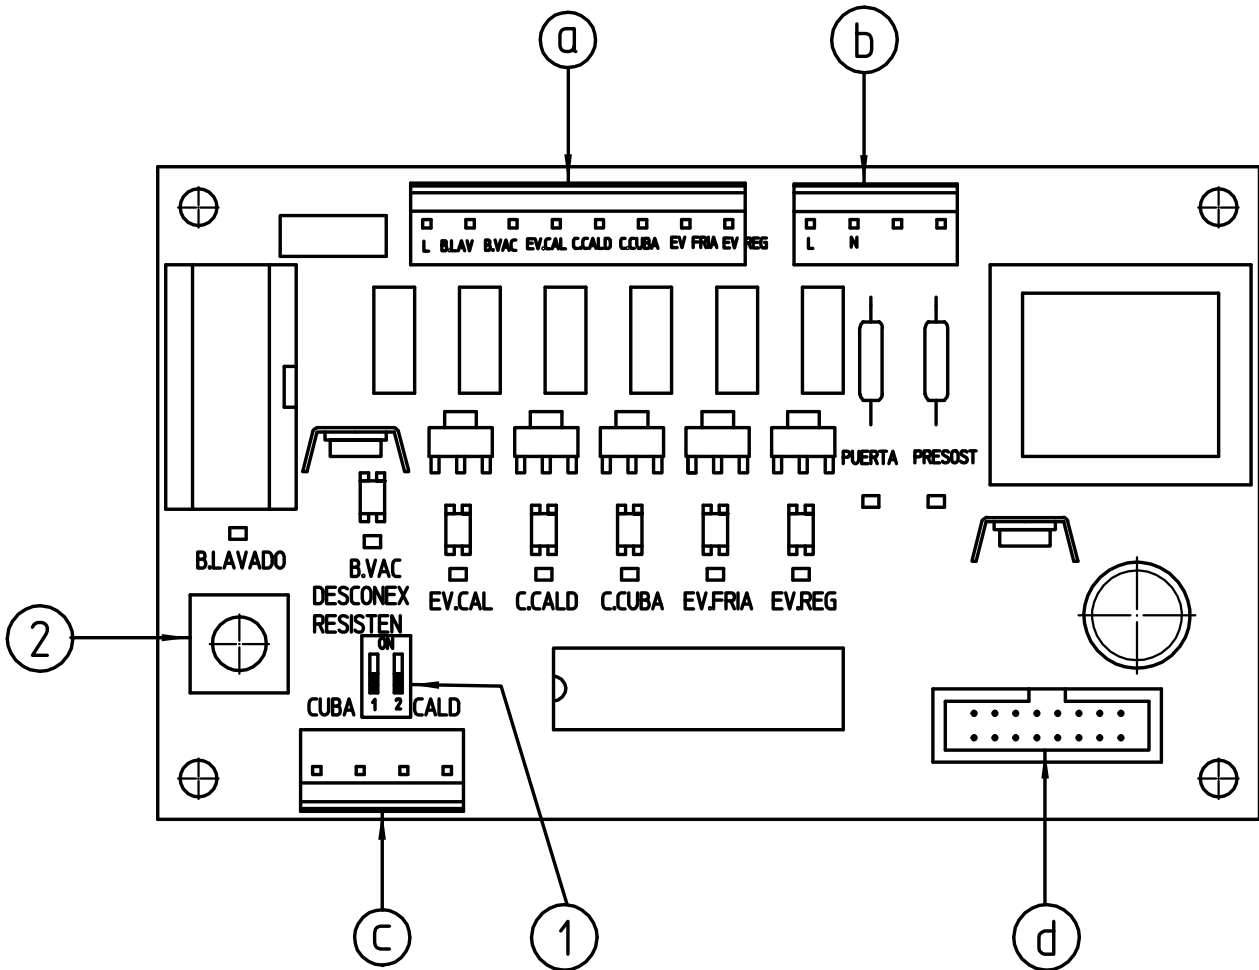 a b
L B.LAV B.VAC EV.CAL C.CALD C.CUBA EV FRIA EV REG L N
PUERTA PRESOST
B.LAVADO
B.VAC
DESCONEX
RESISTEN
EV.CAL C.CALD C.CUBA EV.FRIA EV.REG
2
ON
CUBA 1 2 CALD
c 1 d